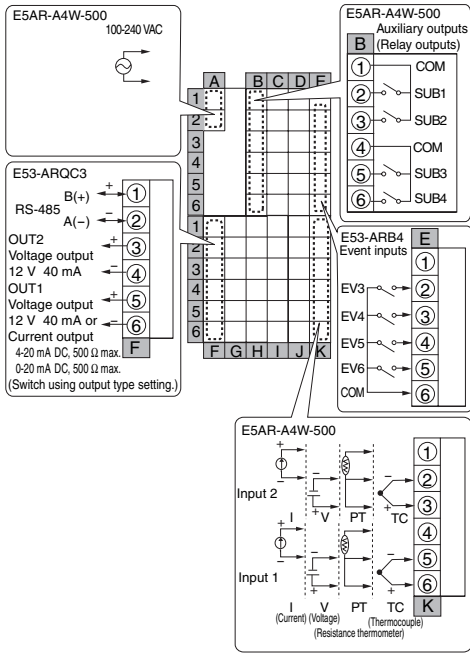 E5AR-A4W-500
100-240 VAC
E5AR-A4W-500
Auxiliary outputs
(Relay outputs)
B
1 COM
2 SUB1
3 SUB2
4 COM
5 SUB3
6 SUB4
A B C D E
1
2
3
4
5
6
1
2
3
4
5
6
F G H I J K
E53-ARQC3
RS-485
B(+) + 1
A(−) − 2
OUT2 + 3
Voltage output
12 V 40 mA − 4
OUT1
Voltage output + 5
12 V 40 mA or − 6
Current output
F
4-20 mA DC, 500 Ω max.
0-20 mA DC, 500 Ω max.
(Switch using output type setting.)
E53-ARB4
Event inputs
E
1
EV3 2
EV4 3
EV5 4
EV6 5
COM 6
E5AR-A4W-500
1
2
3
4
5
6
K
Input 2
+ − − +
I V PT TC
Input 1
+ − − +
I V PT TC
(Current) (Voltage) (Thermocouple)
(Resistance thermometer)